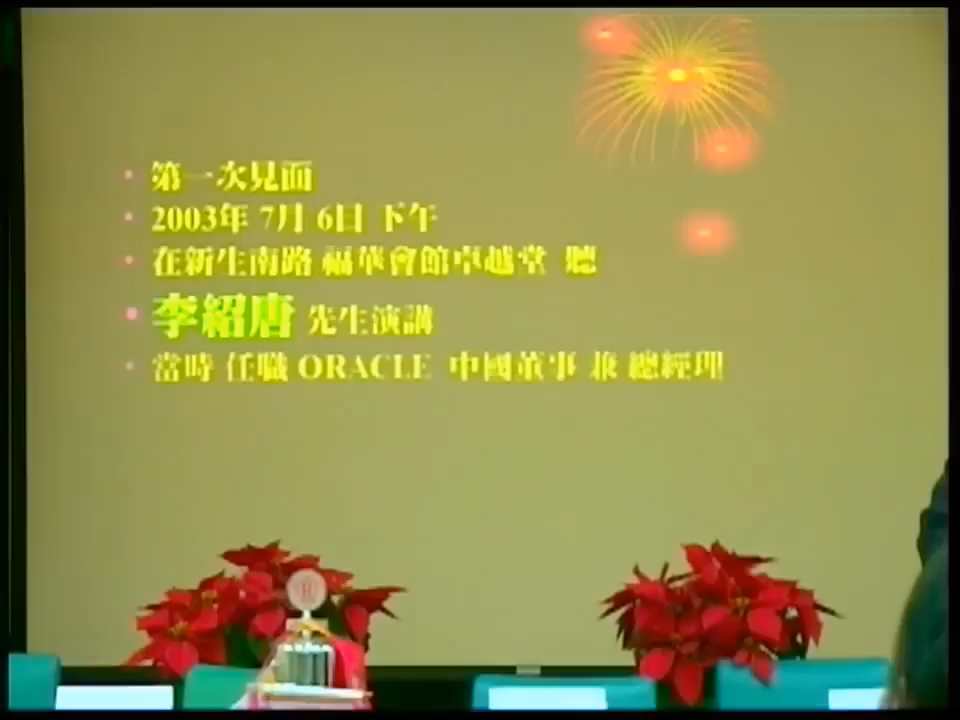 第一次見面
2003年 7月 6日 下午
在新生南路 福華會館卓越堂 聽
李紹唐 先生演講
當時 任職 ORACLE 中國董事 兼 總經理